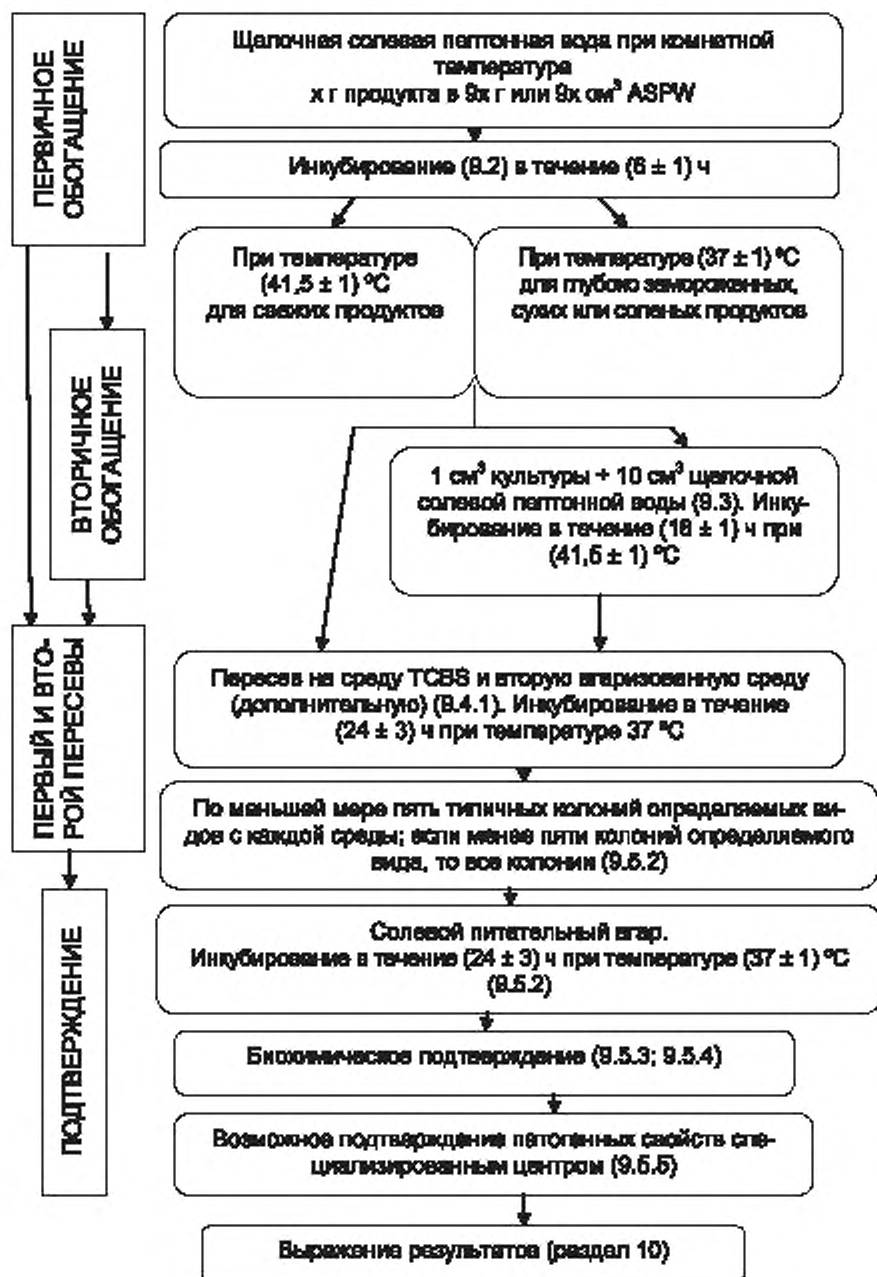 ПЕРВИЧНОЕ
ОБОГАЩЕНИЕ
Щелочная солевая пептонная вода при комнатной
температуре
x г продукта в 9x г или 9x см³ ASPW
Инкубирование (9.2) в течение (6 ± 1) ч
При температуре
(41,5 ± 1) °C
для свежих продуктов
При температуре (37 ± 1) °C
для глубоко замороженных,
сухих или соленых продуктов
ВТОРИЧНОЕ
ОБОГАЩЕНИЕ
1 см³ культуры + 10 см³ щелочной
солевой пептонной воды (9.3). Инку-
бирование в течение (18 ± 1) ч при
(41,5 ± 1) °C
ПЕРВЫЙ И ВТО-
РОЙ ПЕРЕСЕВЫ
Пересев на среду TCBS и вторую агаризованную среду
(дополнительную) (9.4.1). Инкубирование в течение
(24 ± 3) ч при температуре 37 °C
По меньшей мере пять типичных колоний определяемых ви-
дов с каждой среды; если менее пяти колоний определяемого
вида, то все колонии (9.5.2)
ПОДТВЕРЖДЕНИЕ
Солевой питательный агар.
Инкубирование в течение (24 ± 3) ч при температуре (37 ± 1) °C
(9.5.2)
Биохимическое подтверждение (9.5.3; 9.5.4)
Возможное подтверждение патогенных свойств спе-
циализированным центром (9.5.5)
Выражение результатов (раздел 10)